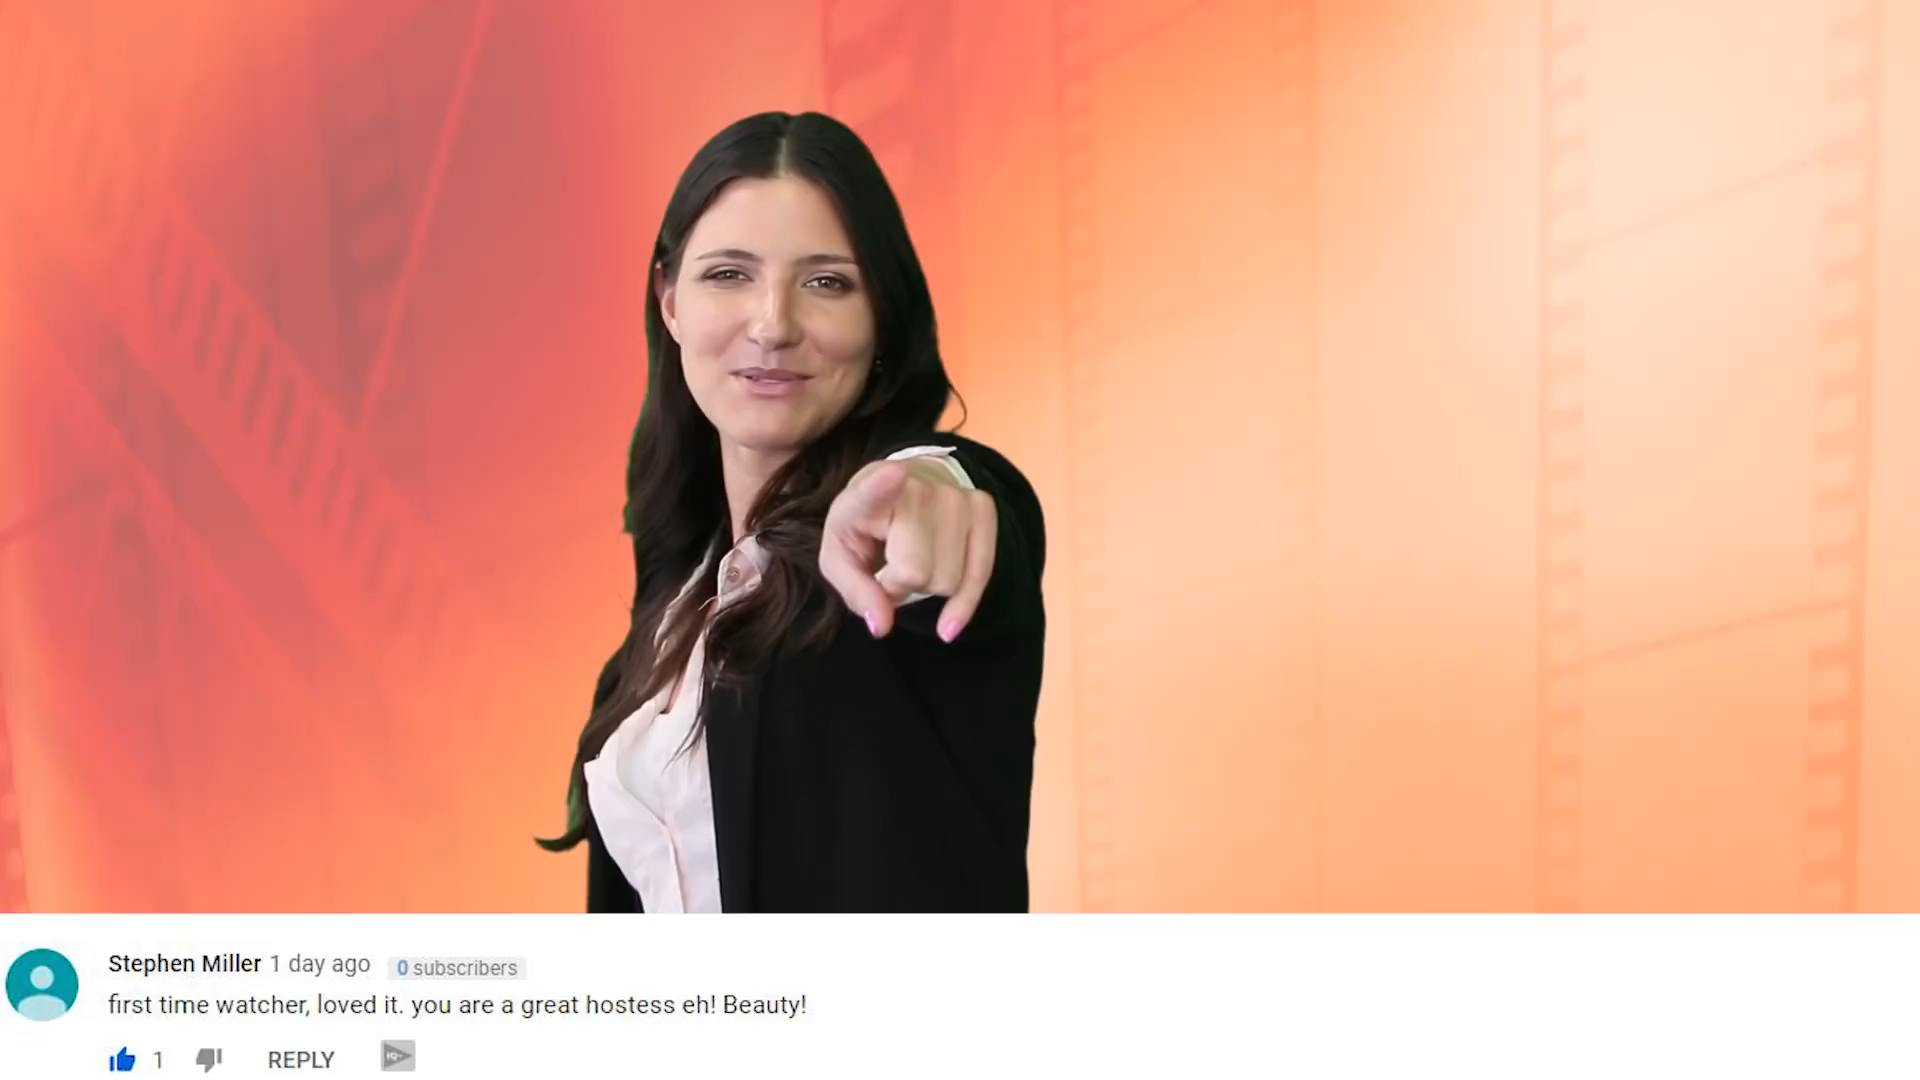 Stephen Miller 1 day ago 0 subscribers
first time watcher, loved it. you are a great hostess eh! Beauty!
1 REPLY